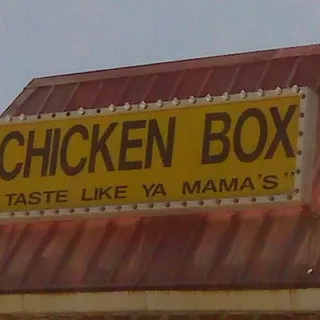 CHICKEN BOX
TASTE LIKE YA MAMA'S"